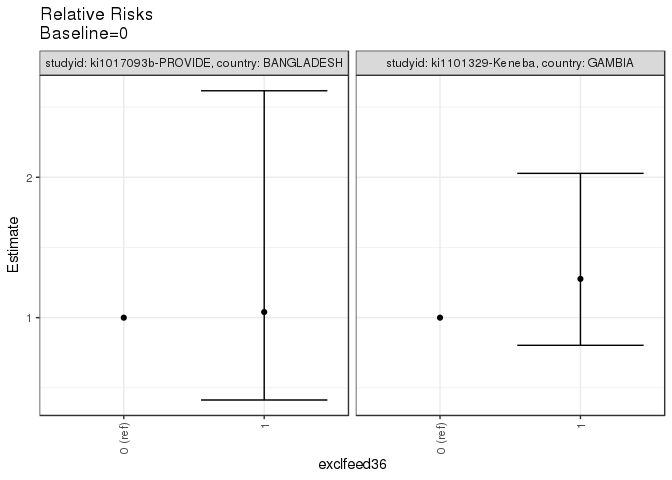 Relative Risks
Baseline=0
studyid: ki1017093b-PROVIDE, country: BANGLADESH
studyid: ki1101329-Keneba, country: GAMBIA
Estimate
2
1
0 (ref)
1
0 (ref)
1
exclfeed36